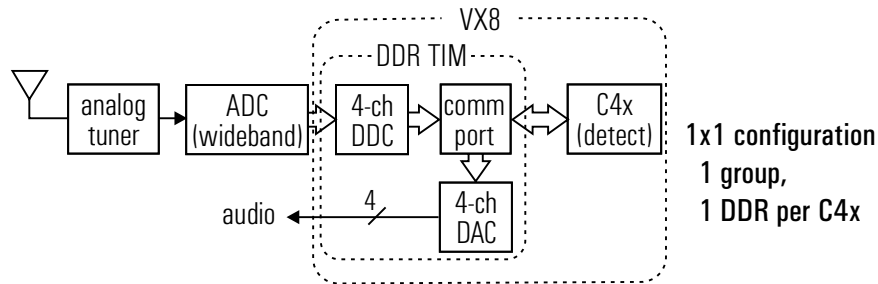 VX8
DDR TIM
analog
tuner
ADC
(wideband)
4-ch
DDC
comm
port
C4x
(detect)
1x1 configuration
1 group,
1 DDR per C4x
audio
4
4-ch
DAC